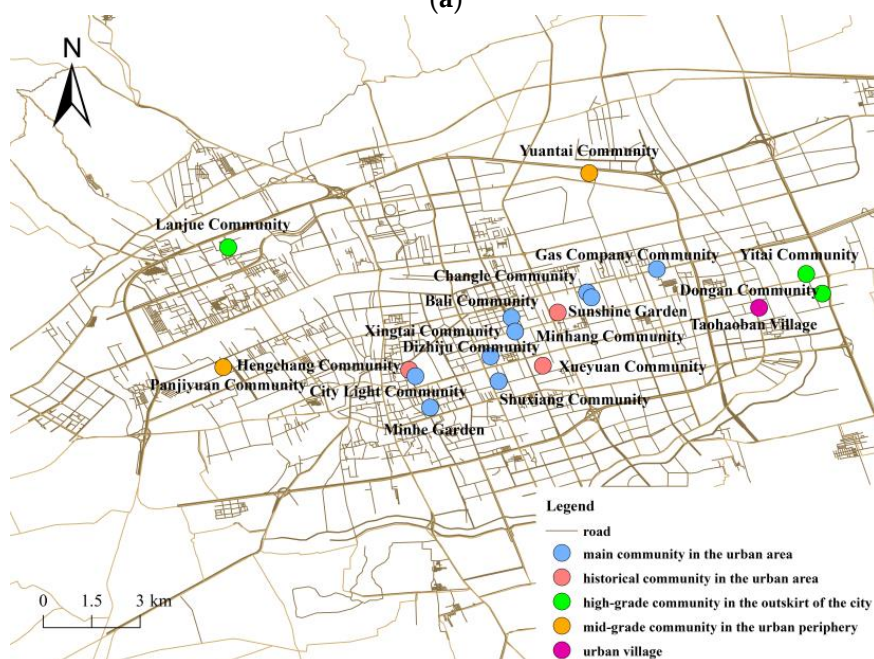 (a)
N
Yuantai Community
Lanjue Community
Gas Company Community
Yitai Community
Changle Community
Dongan Community
Bali Community
Sunshine Garden
Taohaoban Village
Xingtai Community
Minhang Community
Dizhiju Community
Hengchang Community
Xueyuan Community
Panjiyuan Community
City Light Community
Shuxiang Community
Minhe Garden
Legend
road
main community in the urban area
historical community in the urban area
high-grade community in the outskirt of the city
mid-grade community in the urban periphery
urban village
0 1.5 3 km